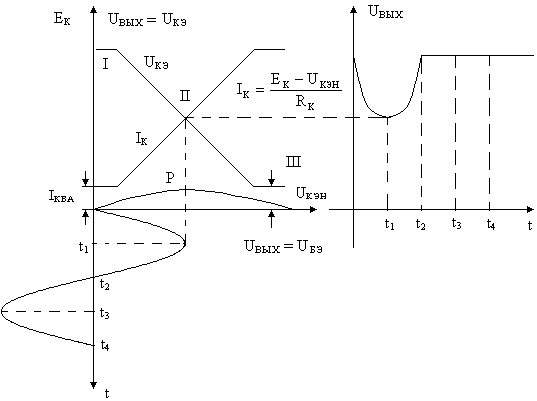 Eк Uвых = Uкэ
Uвых
I Uкэ
II
Iк = (Eк – Uкэн) / Rк
Iк
III
P
Iкво Uкэн
t1 t2 t3 t4 t
Uвых = Uбэ
t1
t2
t3
t4
t